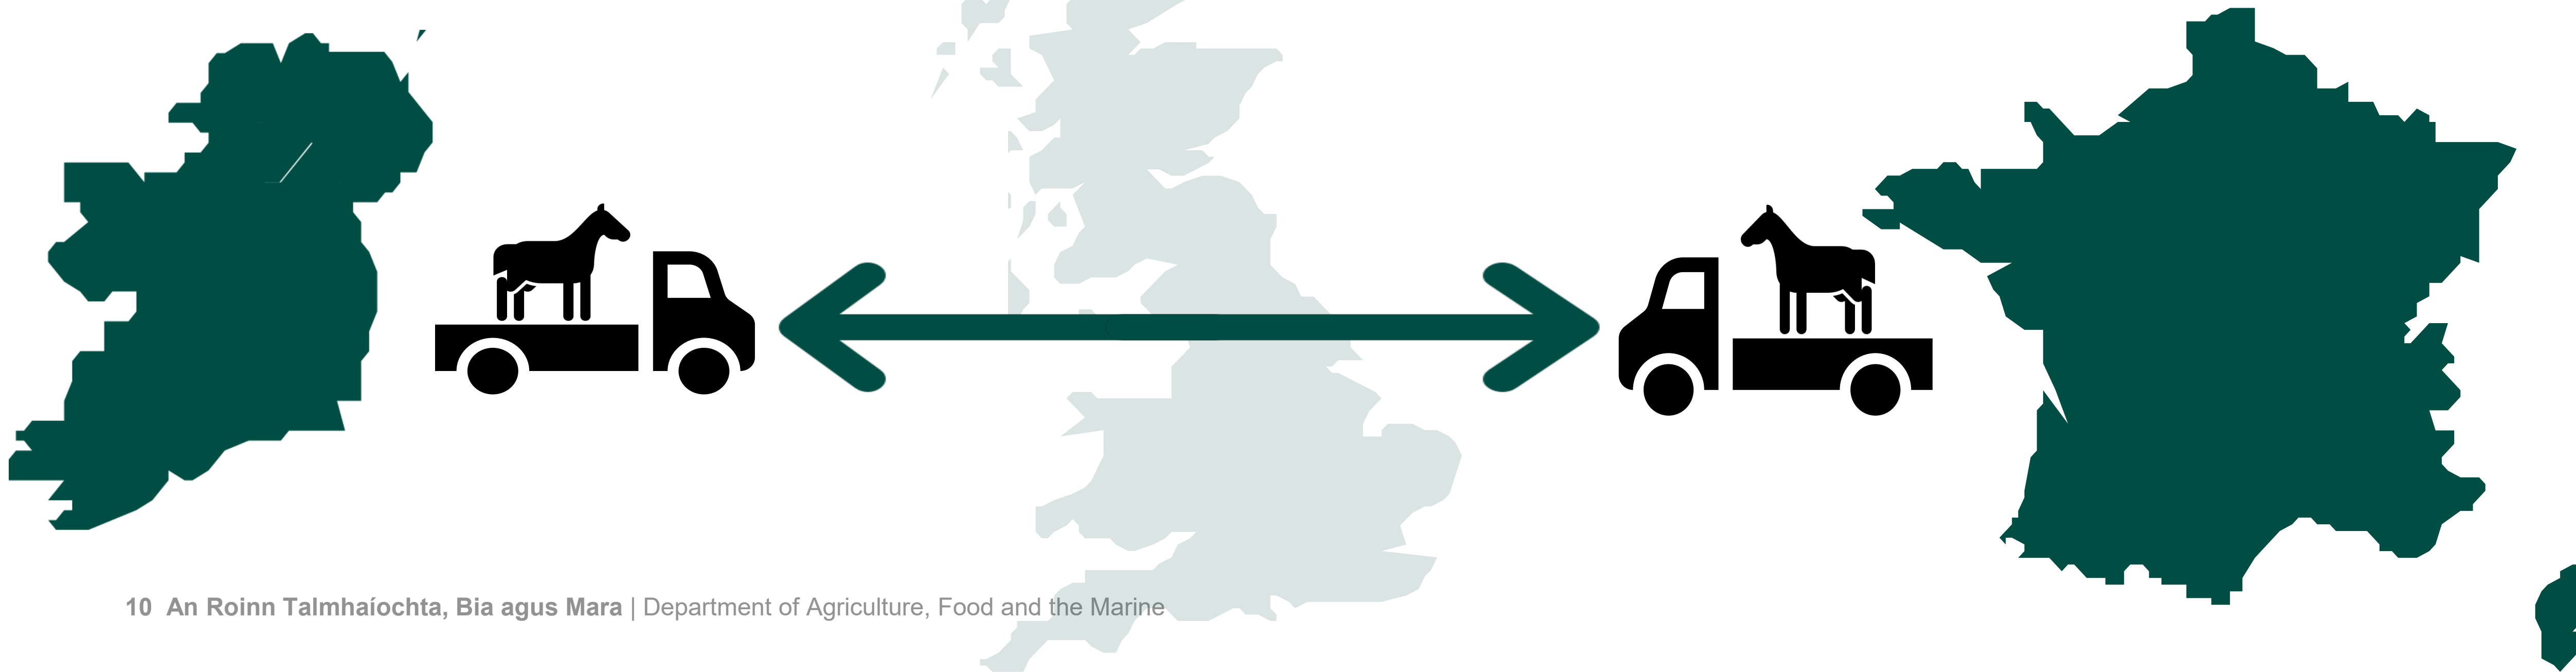 10 An Roinn Talmhaíochta, Bia agus Mara | Department of Agriculture, Food and the Marine